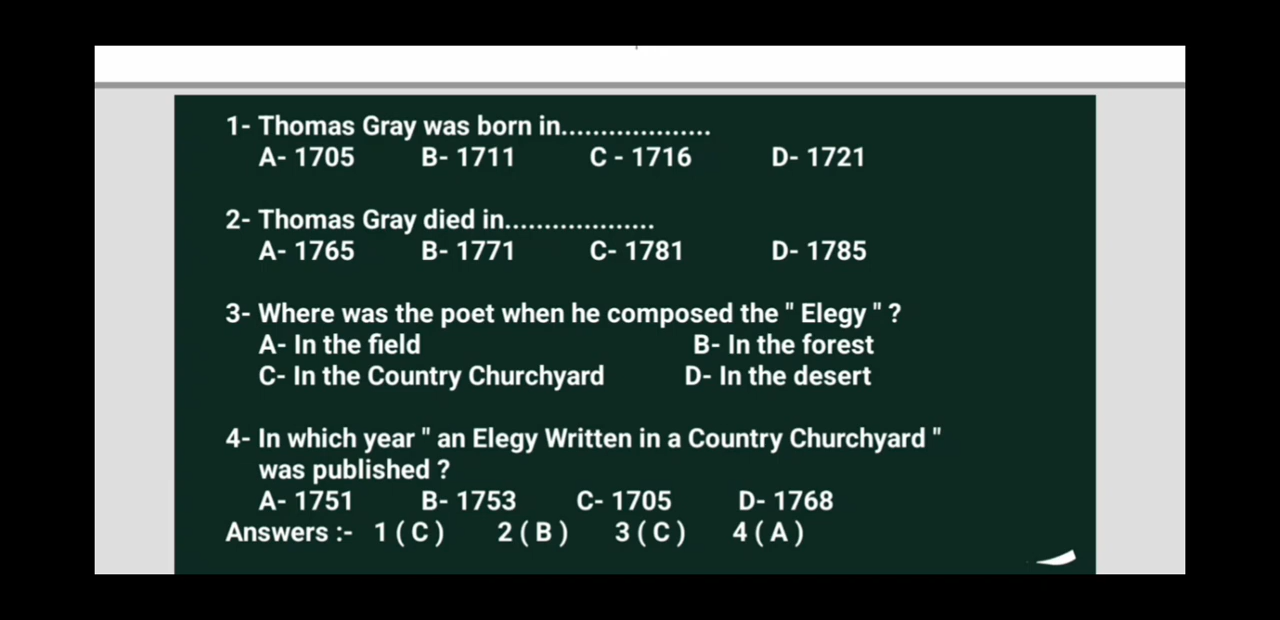 1- Thomas Gray was born in...................
A- 1705 B- 1711 C - 1716 D- 1721
2- Thomas Gray died in...................
A- 1765 B- 1771 C- 1781 D- 1785
3- Where was the poet when he composed the " Elegy " ?
A- In the field B- In the forest
C- In the Country Churchyard D- In the desert
4- In which year " an Elegy Written in a Country Churchyard "
was published ?
A- 1751 B- 1753 C- 1705 D- 1768
Answers :- 1 ( C ) 2 ( B ) 3 ( C ) 4 ( A )